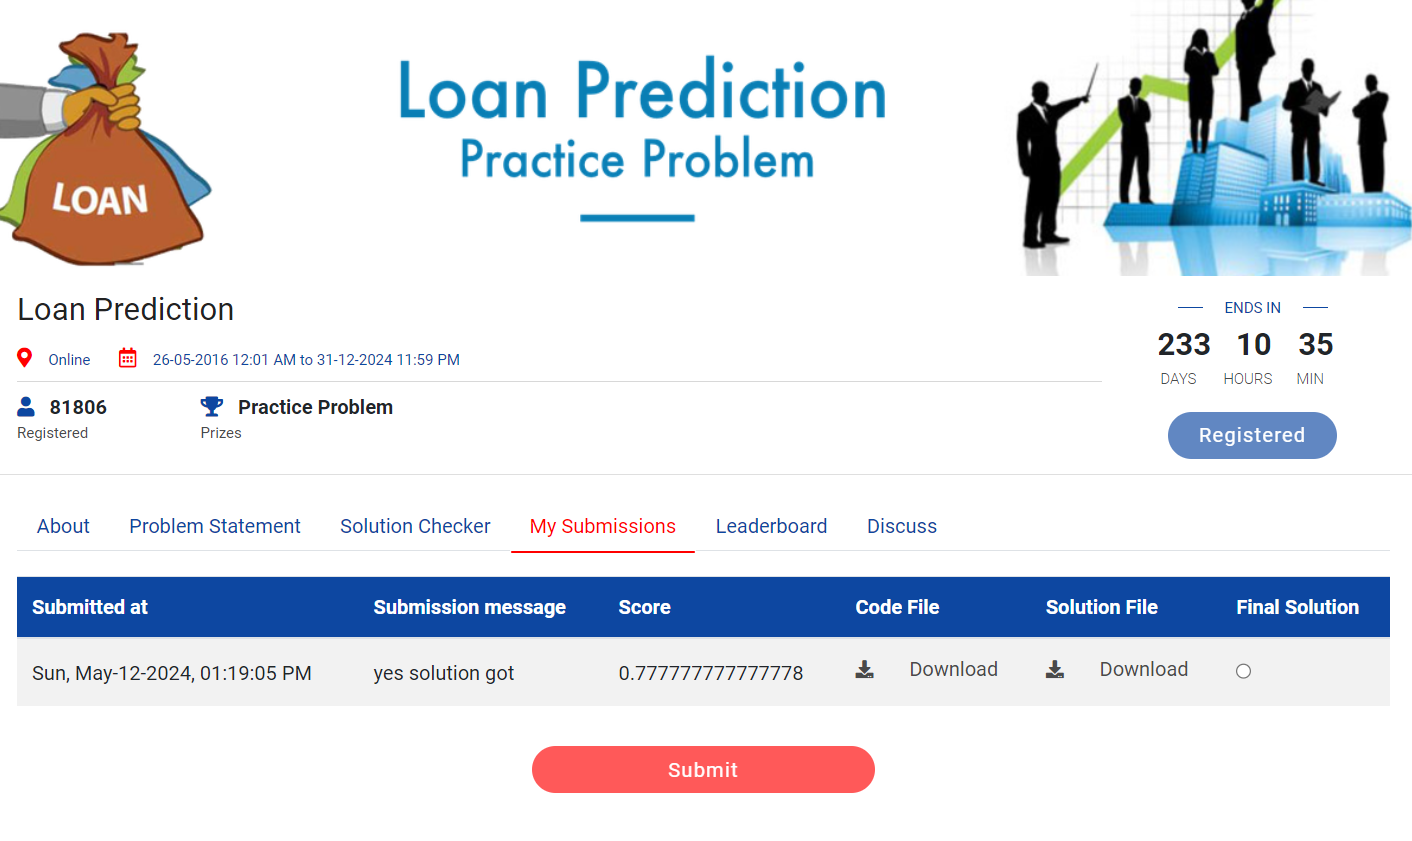 LOAN
Loan Prediction
Practice Problem
Loan Prediction
Online 26-05-2016 12:01 AM to 31-12-2024 11:59 PM
81806 Practice Problem
Registered Prizes
ENDS IN
233 10 35
DAYS HOURS MIN
Registered
About Problem Statement Solution Checker My Submissions Leaderboard Discuss
Submitted at Submission message Score Code File Solution File Final Solution
Sun, May-12-2024, 01:19:05 PM yes solution got 0.777777777777778 Download Download
Submit